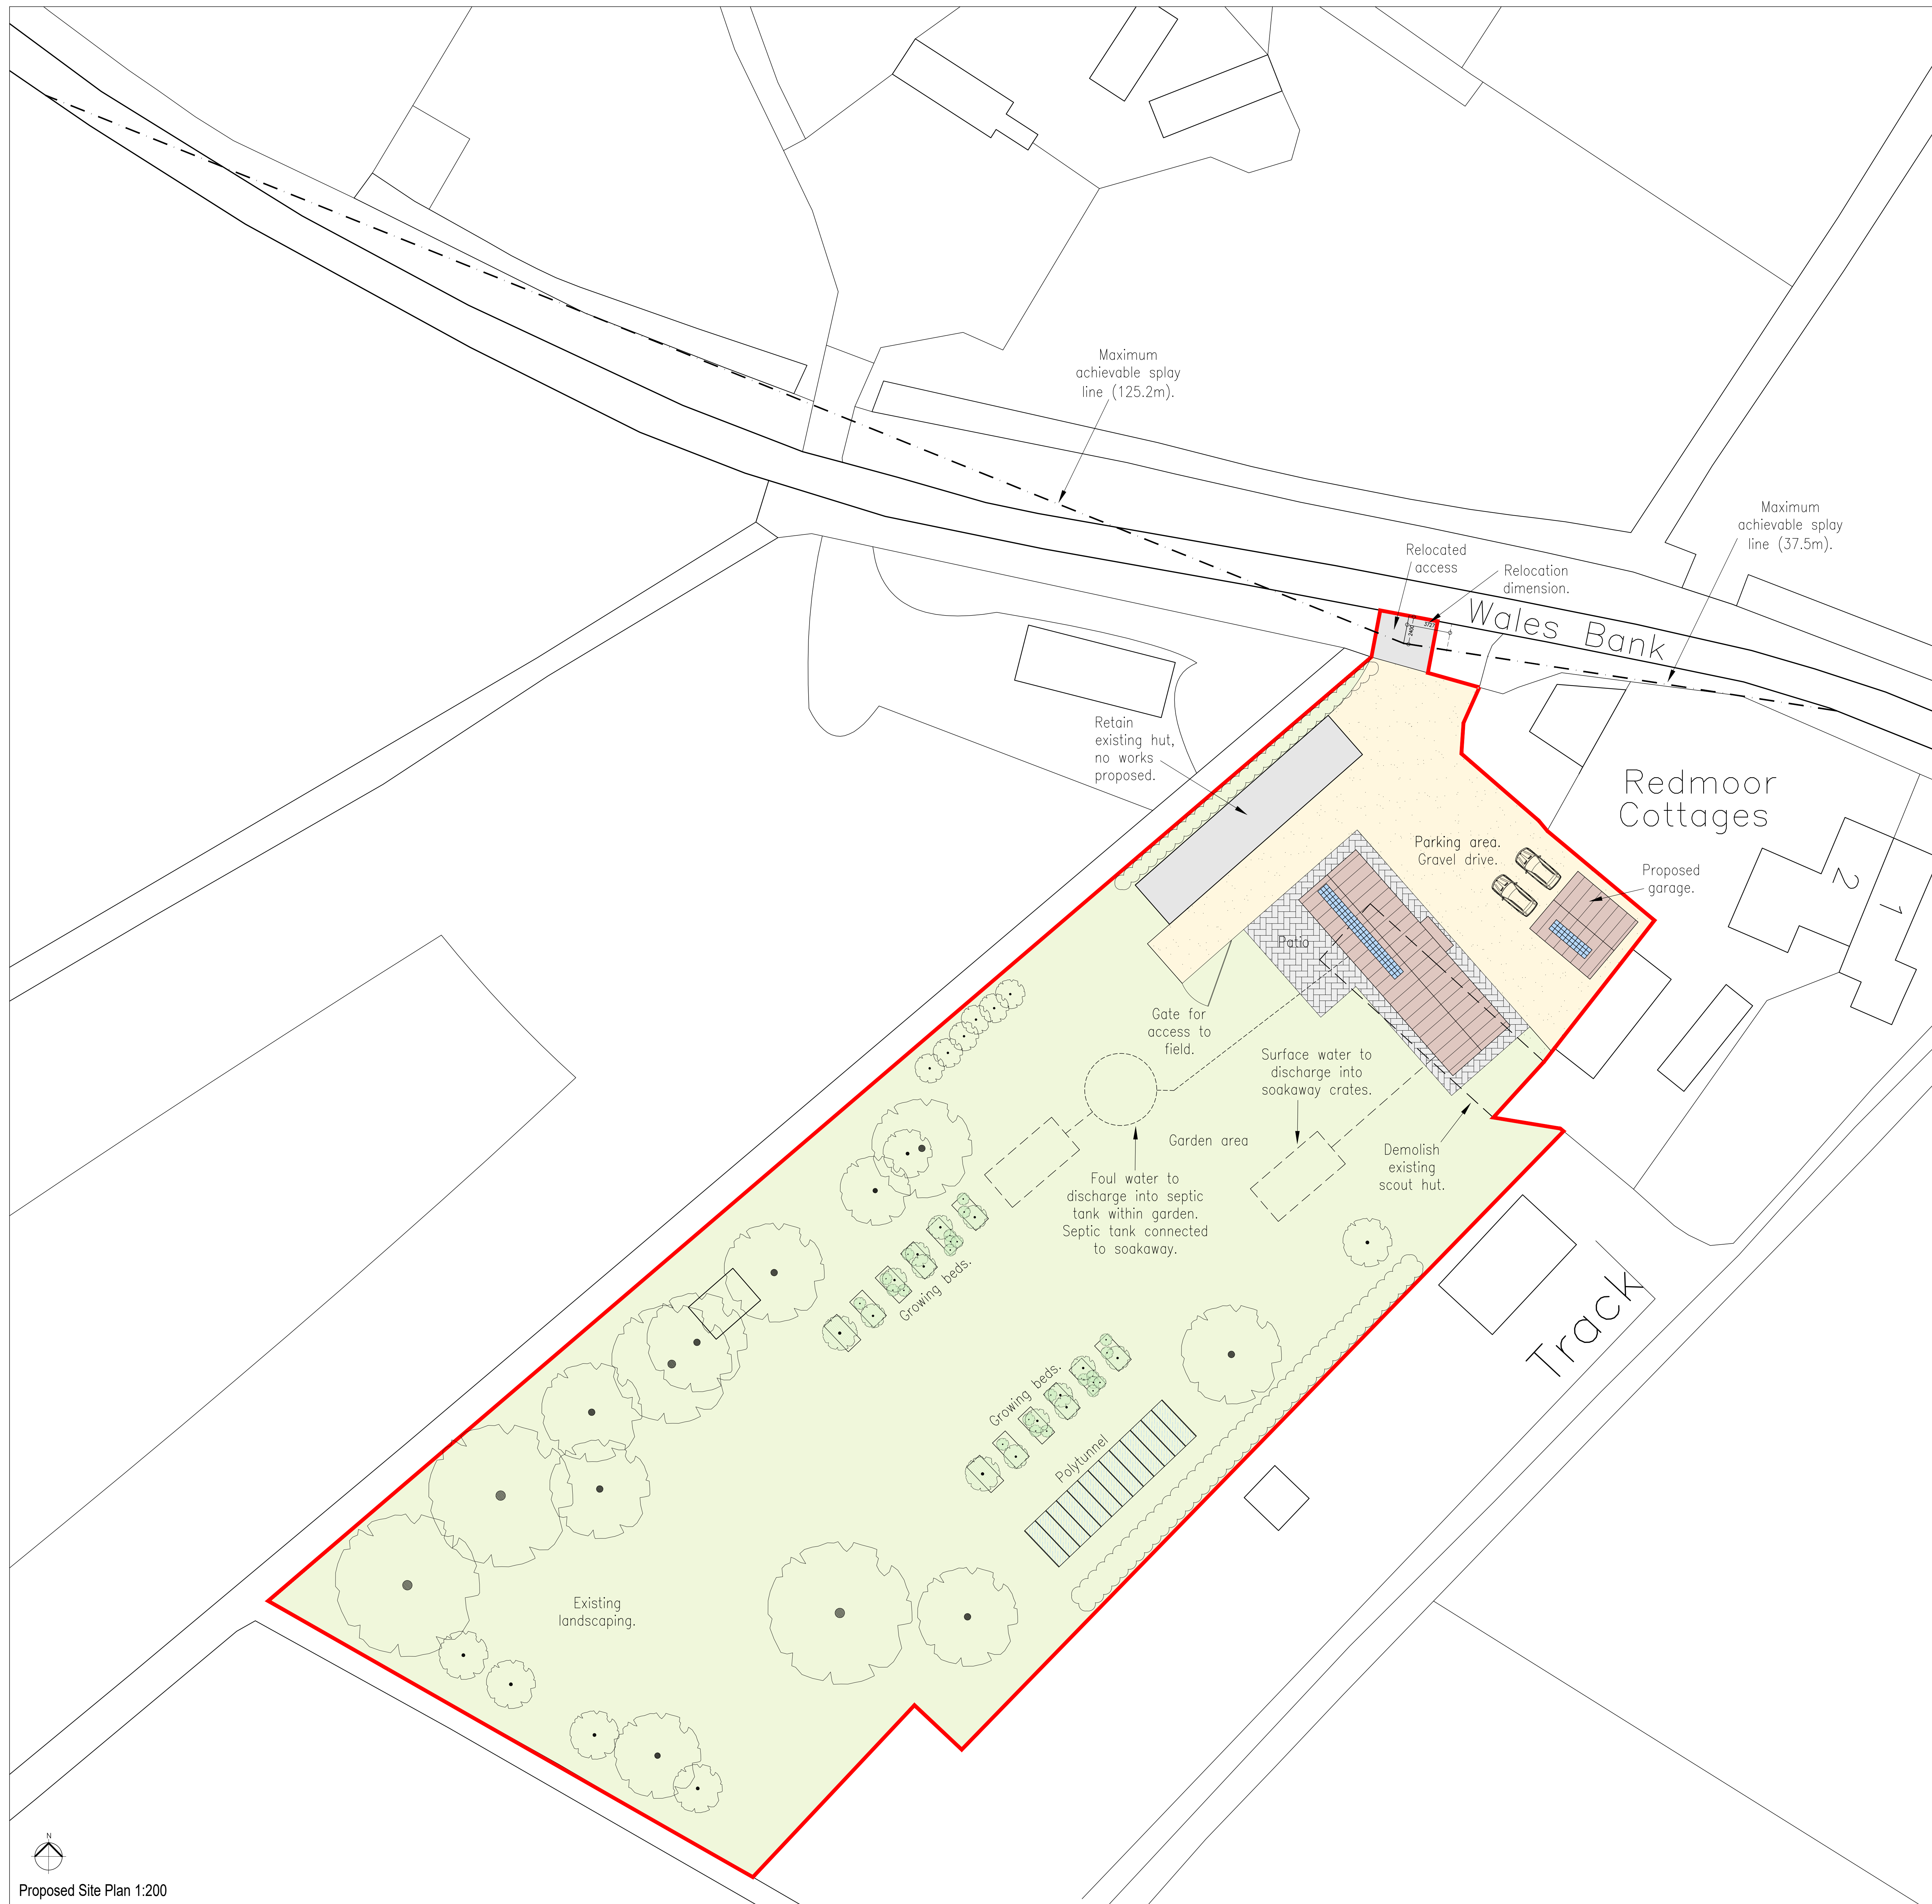 Maximum
achievable splay
line (125.2m).
Maximum
achievable splay
line (37.5m).
Relocated
access
Relocation
dimension.
2400
3727
Wales Bank
Retain
existing hut,
no works
proposed.
Redmoor
Cottages
2
1
Parking area.
Gravel drive.
Proposed
garage.
Patio
Gate for
access to
field.
Surface water to
discharge into
soakaway crates.
Garden area
Demolish
existing
scout hut.
Foul water to
discharge into septic
tank within garden.
Septic tank connected
to soakaway.
Growing beds.
Track
Growing beds.
Polytunnel
Existing
landscaping.
N
Proposed Site Plan 1:200